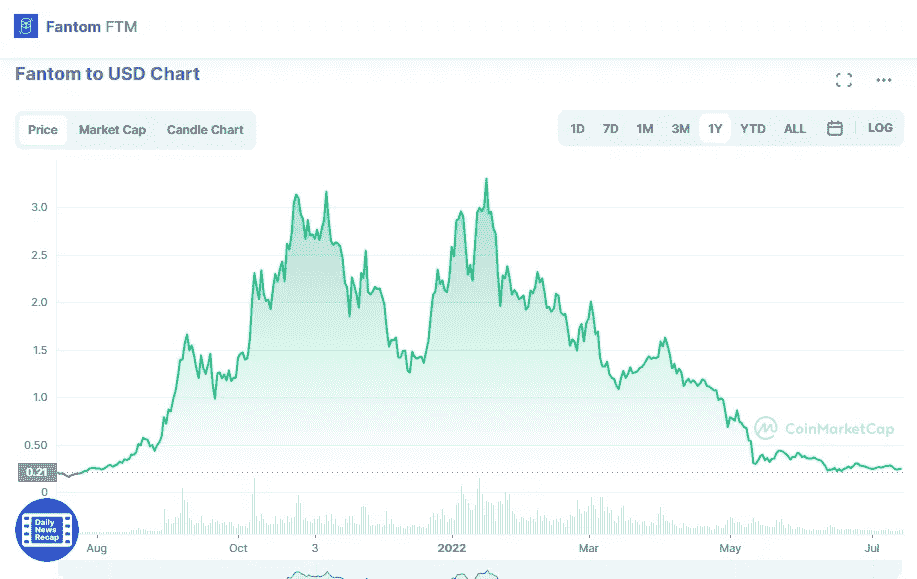 Fantom FTM
Fantom to USD Chart
Price Market Cap Candle Chart
1D 7D 1M 3M 1Y YTD ALL LOG
3.0
2.5
2.0
1.5
1.0
0.50
0.21
0
CoinMarketCap
Daily
News
Recap
Aug Oct 3 2022 Mar May Jul